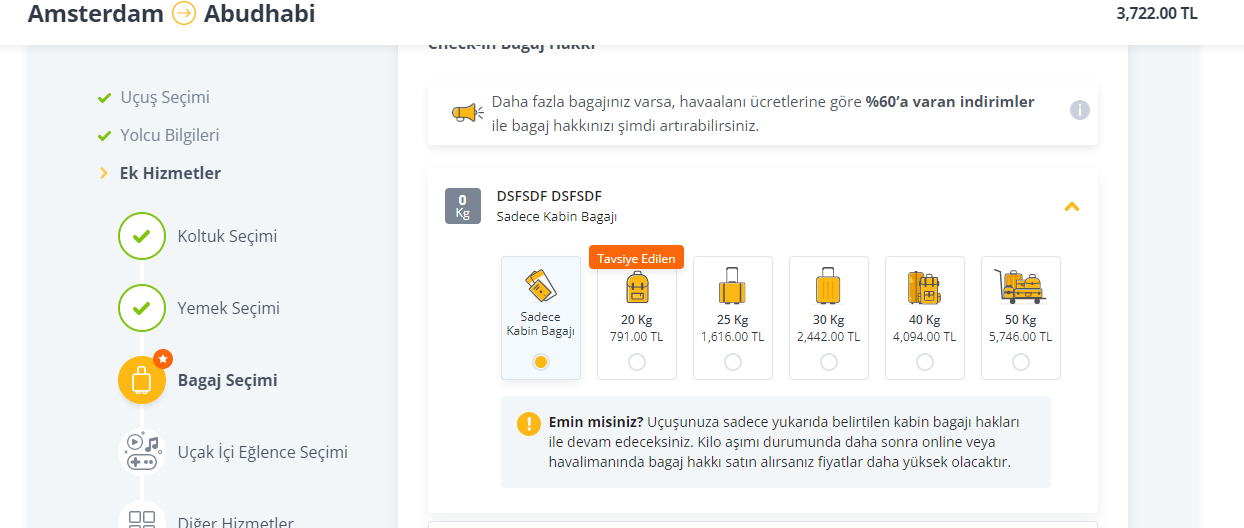 Amsterdam Abudhabi
3,722.00 TL
Check-in Bagaj Hakkı
Uçuş Seçimi
Yolcu Bilgileri
Ek Hizmetler
Koltuk Seçimi
Yemek Seçimi
Bagaj Seçimi
Uçak İçi Eğlence Seçimi
Diğer Hizmetler
Daha fazla bagajınız varsa, havaalanı ücretlerine göre %60’a varan indirimler
ile bagaj hakkınızı şimdi artırabilirsiniz.
i
0
Kg
DSFSDF DSFSDF
Sadece Kabin Bagajı
Sadece
Kabin Bagajı
Tavsiye Edilen
20 Kg
791.00 TL
25 Kg
1,616.00 TL
30 Kg
2,442.00 TL
40 Kg
4,094.00 TL
50 Kg
5,746.00 TL
! Emin misiniz? Uçuşunuza sadece yukarıda belirtilen kabin bagajı hakları
ile devam edeceksiniz. Kilo aşımı durumunda daha sonra online veya
havalimanında bagaj hakkı satın alırsanız fiyatlar daha yüksek olacaktır.